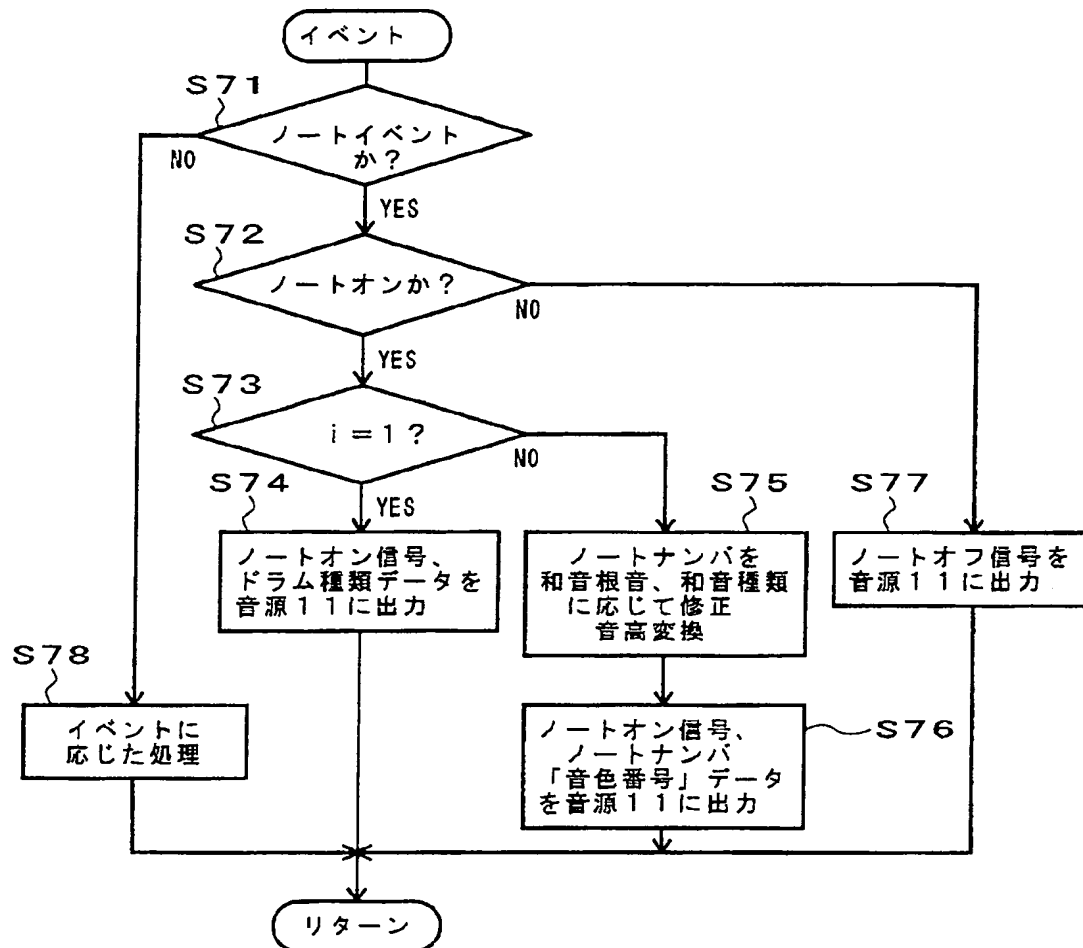 イベント
S71
ノートイベント
か？
NO
YES
S72
ノートオンか？
NO
YES
S73
i＝1？
NO
YES
S74
ノートオン信号、
ドラム種類データを
音源１１に出力
S75
ノートナンバを
和音根音、和音種類
に応じて修正
音高変換
S77
ノートオフ信号を
音源１１に出力
S78
イベントに
応じた処理
S76
ノートオン信号、
ノートナンバ
「音色番号」データ
を音源１１に出力
リターン